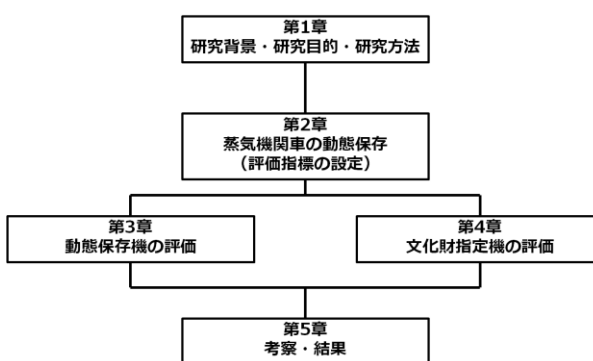 第1章
研究背景・研究目的・研究方法
第2章
蒸気機関車の動態保存
（評価指標の設定）
第3章
動態保存機の評価
第4章
文化財指定機の評価
第5章
考察・結果